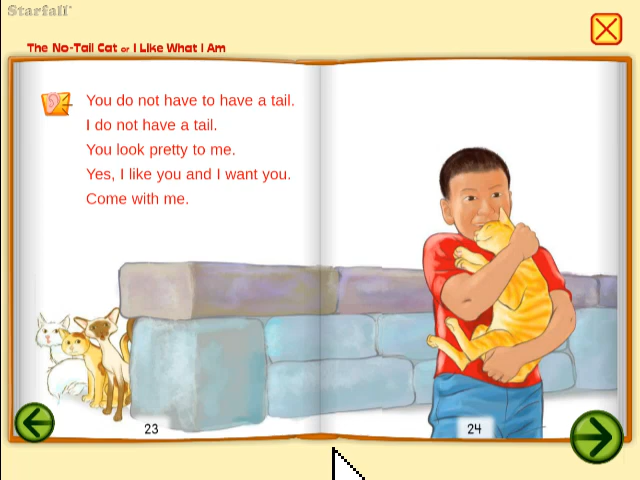 Starfall
The No-Tail Cat or I Like What I Am
You do not have to have a tail.
I do not have a tail.
You look pretty to me.
Yes, I like you and I want you.
Come with me.
23
24